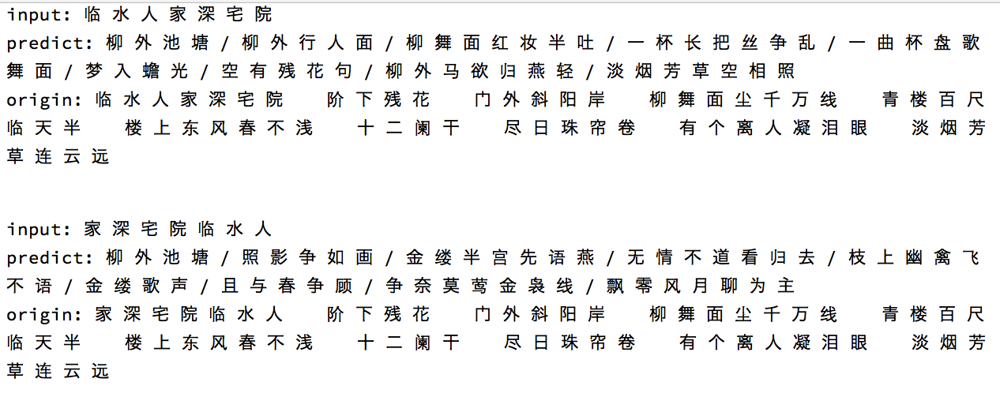 input: 临 水 人 家 深 宅 院
predict: 柳 外 池 塘 / 柳 外 行 人 面 / 柳 舞 面 红 妆 半 吐 / 一 杯 长 把 丝 争 乱 / 一 曲 杯 盘 歌
舞 面 / 梦 入 蟾 光 / 空 有 残 花 句 / 柳 外 马 欲 归 燕 轻 / 淡 烟 芳 草 空 相 照
origin: 临 水 人 家 深 宅 院 阶 下 残 花 门 外 斜 阳 岸 柳 舞 面 尘 千 万 线 青 楼 百 尺
临 天 半 楼 上 东 风 春 不 浅 十 二 阑 干 尽 日 珠 帘 卷 有 个 离 人 凝 泪 眼 淡 烟 芳
草 连 云 远
input: 家 深 宅 院 临 水 人
predict: 柳 外 池 塘 / 照 影 争 如 画 / 金 缕 半 宫 先 语 燕 / 无 情 不 道 看 归 去 / 枝 上 幽 禽 飞
不 语 / 金 缕 歌 声 / 且 与 春 争 顾 / 争 奈 莫 莺 金 袅 线 / 飘 零 风 月 聊 为 主
origin: 家 深 宅 院 临 水 人 阶 下 残 花 门 外 斜 阳 岸 柳 舞 面 尘 千 万 线 青 楼 百 尺
临 天 半 楼 上 东 风 春 不 浅 十 二 阑 干 尽 日 珠 帘 卷 有 个 离 人 凝 泪 眼 淡 烟 芳
草 连 云 远